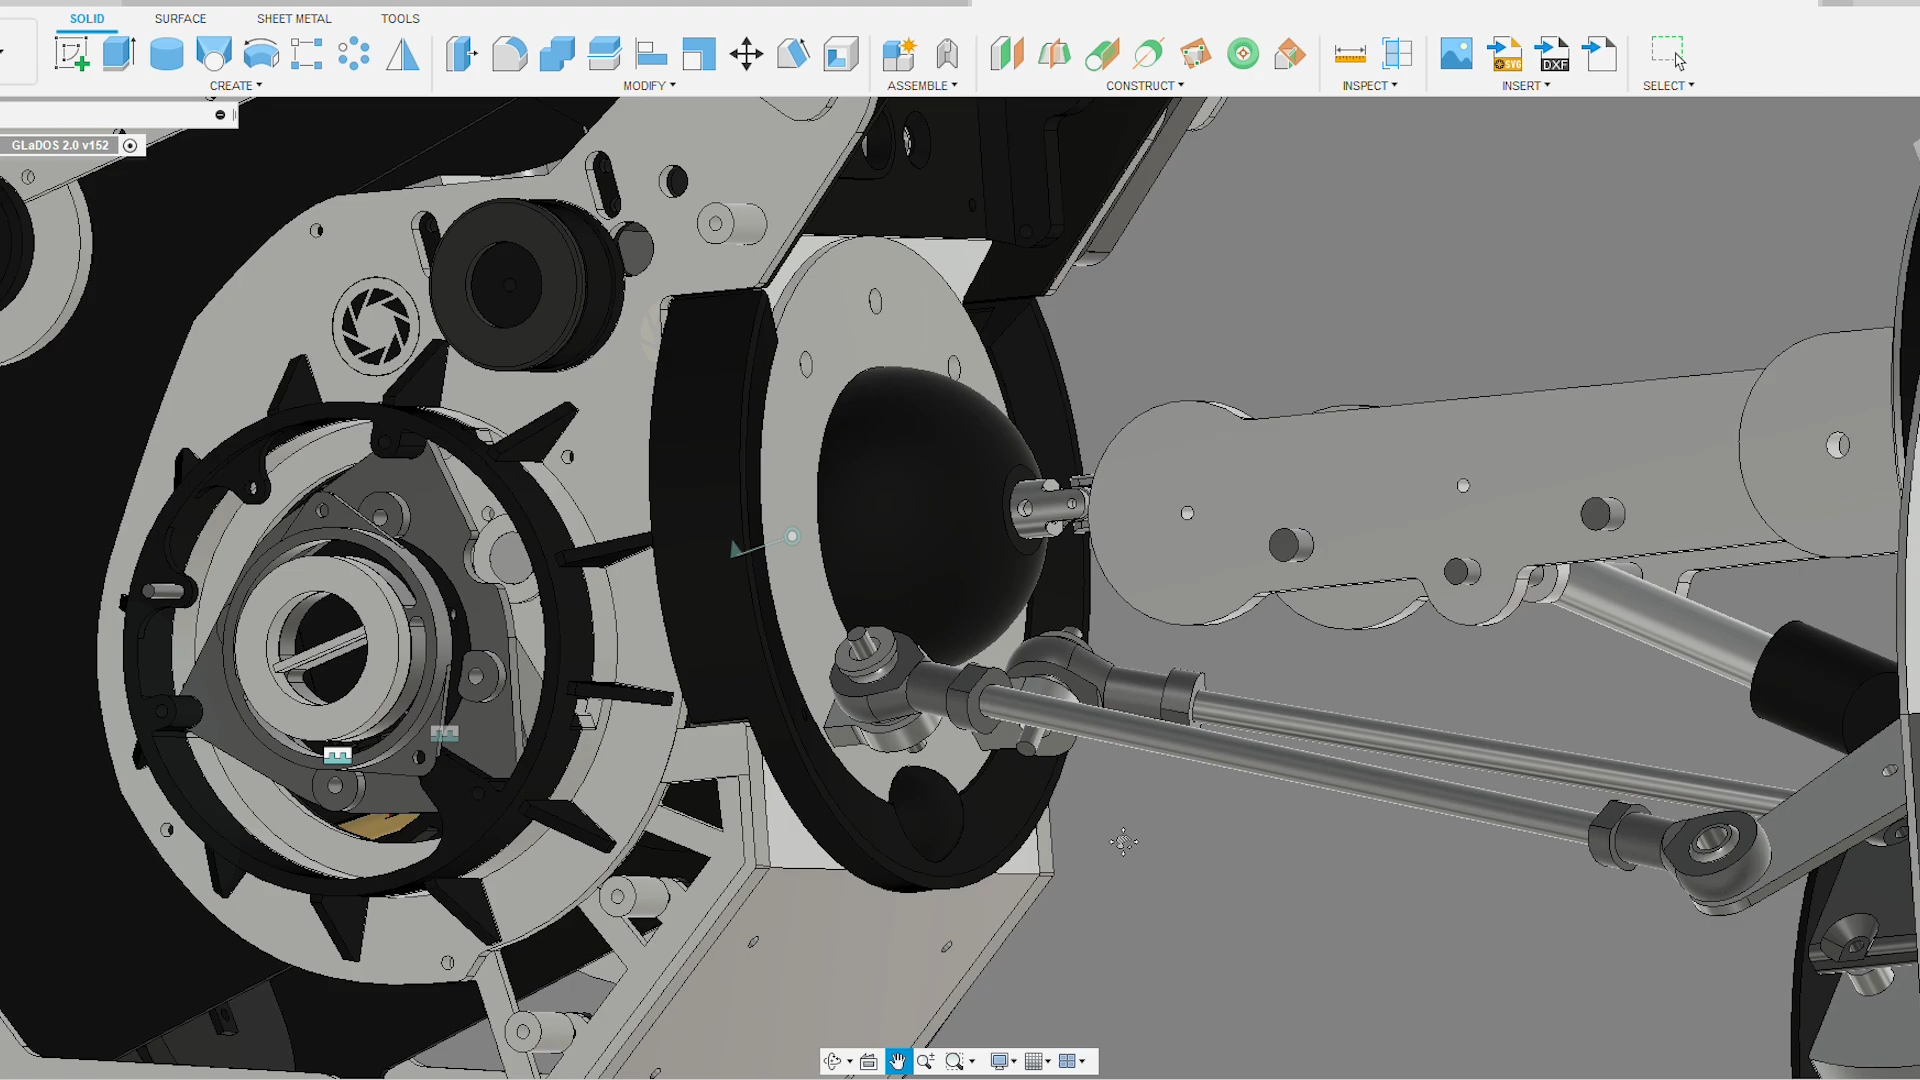 SOLID
SURFACE
SHEET METAL
TOOLS
SVG
DXF
CREATE
MODIFY
ASSEMBLE
CONSTRUCT
INSPECT
INSERT
SELECT
GLaDOS 2.0 v152